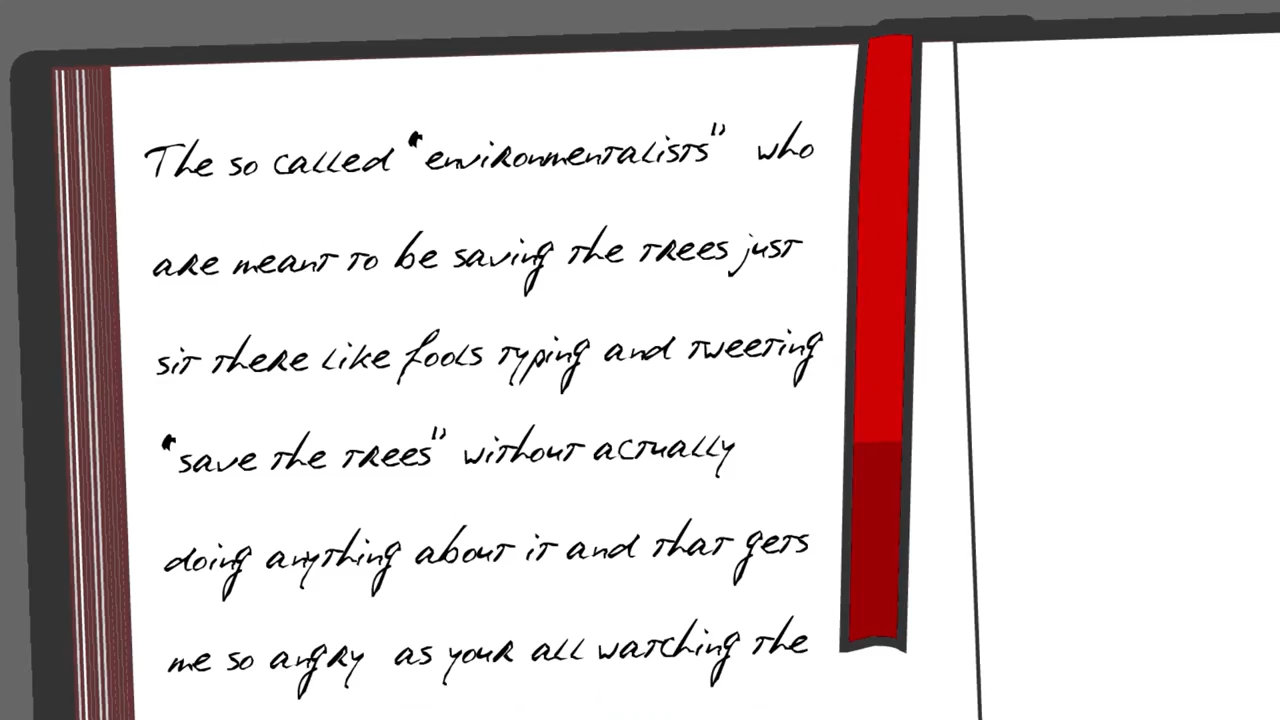 The so called "environmentalists" who
are meant to be saving the trees just
sit there like fools typing and tweeting
"save the trees" without actually
doing anything about it and that gets
me so angry as your all watching the